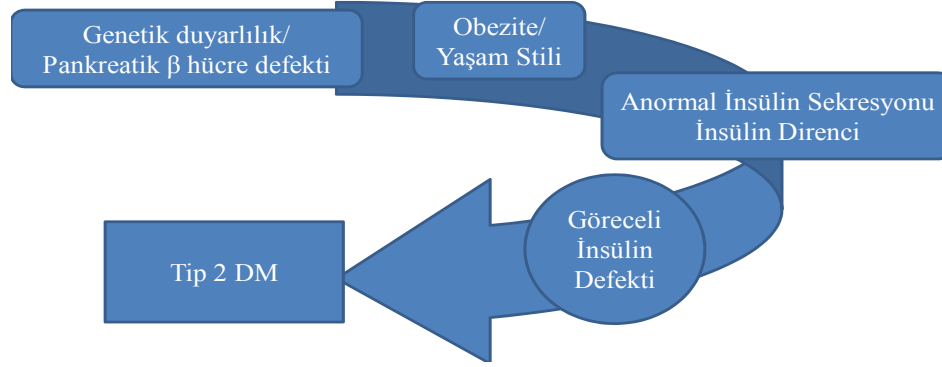 Genetik duyarlılık/
Pankreatik β hücre defekti
Obezite/
Yaşam Stili
Anormal İnsülin Sekresyonu
İnsülin Direnci
Göreceli
İnsülin
Defekti
Tip 2 DM